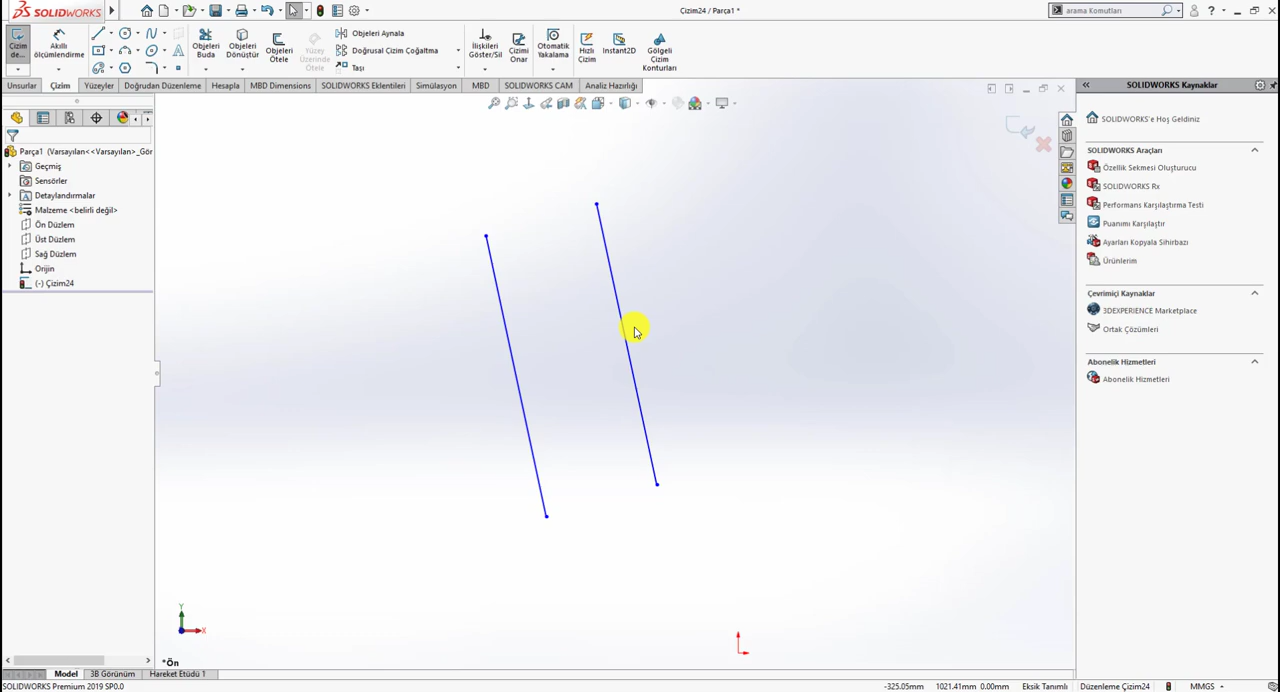 SOLIDWORKS
Çizim24 / Parça1 *
arama Komutları
Çizim de...
Akıllı ölçümlendirme
Objeleri Buda
Objeleri Dönüştür
Objeleri Ötele
Yüzey Üzerinde Ötele
Objeleri Aynala
Doğrusal Çizim Çoğaltma
Taşı
İlişkileri Göster/Sil
Çizimi Onar
Otomatik Yakalama
Hızlı Çizim
Instant2D
Gölgeli Çizim Konturları
Unsurlar
Çizim
Yüzeyler
Doğrudan Düzenleme
Hesapla
MBD Dimensions
SOLIDWORKS Eklentileri
Simülasyon
MBD
SOLIDWORKS CAM
Analiz Hazırlığı
Parça1 (Varsayılan<<Varsayılan>_Gör
Geçmiş
Sensörler
Detaylandırmalar
Malzeme <belirli değil>
Ön Düzlem
Üst Düzlem
Sağ Düzlem
Orijin
(-) Çizim24
Y
X
*Ön
SOLIDWORKS Kaynaklar
SOLIDWORKS'e Hoş Geldiniz
SOLIDWORKS Araçları
Özellik Sekmesi Oluşturucu
SOLIDWORKS Rx
Performans Karşılaştırma Testi
Puanımı Karşılaştır
Ayarları Kopyala Sihirbazı
Ürünlerim
Çevrimiçi Kaynaklar
3DEXPERIENCE Marketplace
Ortak Çözümleri
Abonelik Hizmetleri
Abonelik Hizmetleri
Model
3B Görünüm
Hareket Etüdü 1
SOLIDWORKS Premium 2019 SP0.0
-325.05mm
1021.41mm 0.00mm
Eksik Tanımlı
Düzenleme Çizim24
MMGS